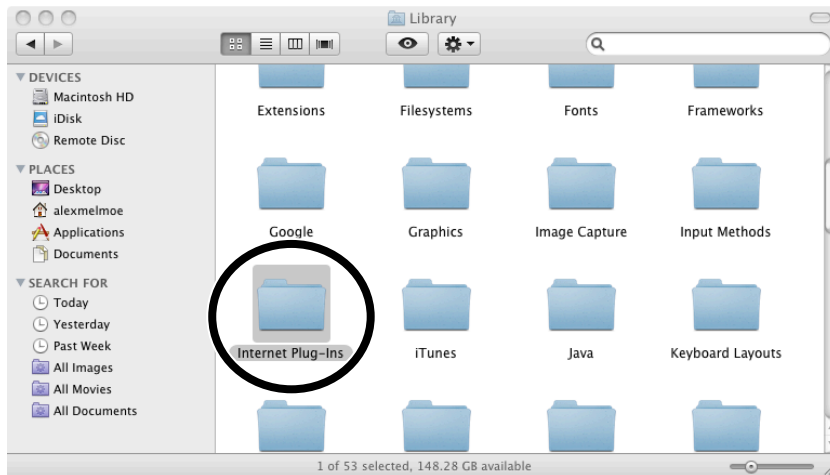 Library
DEVICES
Macintosh HD
iDisk
Remote Disc
PLACES
Desktop
alexmelmoe
Applications
Documents
SEARCH FOR
Today
Yesterday
Past Week
All Images
All Movies
All Documents
Extensions Filesystems Fonts Frameworks
Google Graphics Image Capture Input Methods
Internet Plug-Ins iTunes Java Keyboard Layouts
1 of 53 selected, 148.28 GB available